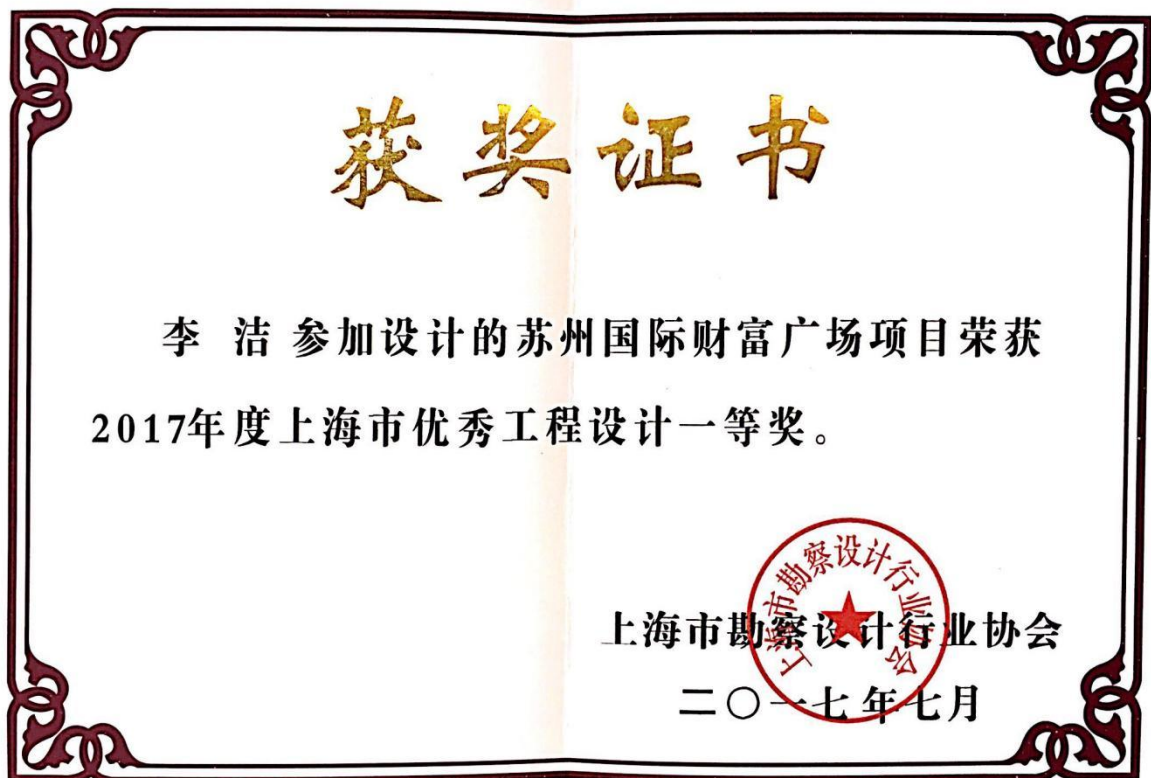 获奖证书
李 洁 参加设计的苏州国际财富广场项目荣获
2017年度上海市优秀工程设计一等奖。
上海市勘察设计行业协会
上海市勘察设计行业协会
二〇一七年七月